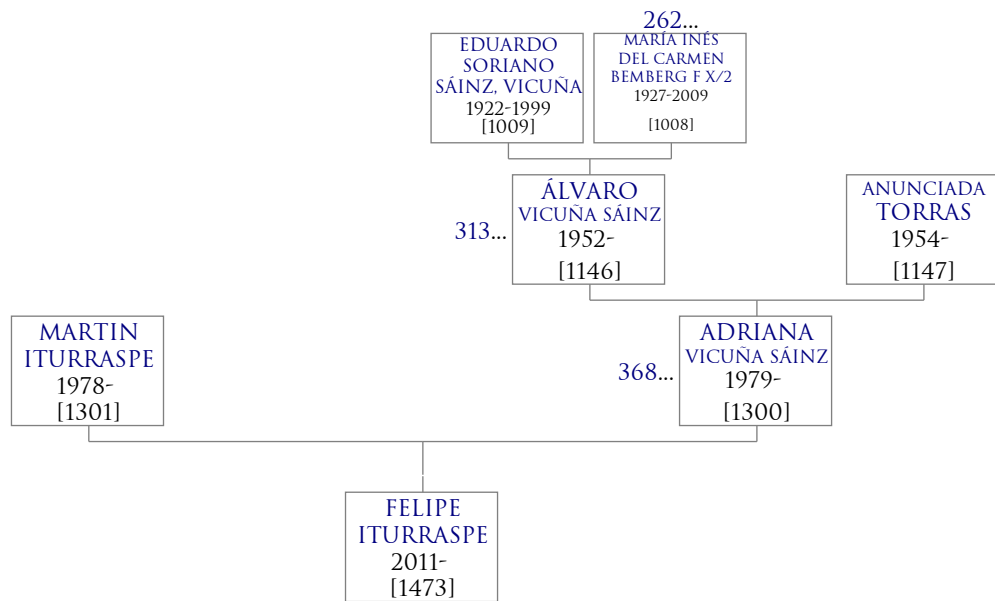 262...
EDUARDO
SORIANO
SÁINZ, VICUÑA
1922-1999
[1009]
MARÍA INÉS
DEL CARMEN
BEMBERG F X/2
1927-2009
[1008]
313...
ÁLVARO
VICUÑA SÁINZ
1952-
[1146]
ANUNCIADA
TORRAS
1954-
[1147]
MARTIN
ITURRASPE
1978-
[1301]
368...
ADRIANA
VICUÑA SÁINZ
1979-
[1300]
FELIPE
ITURRASPE
2011-
[1473]